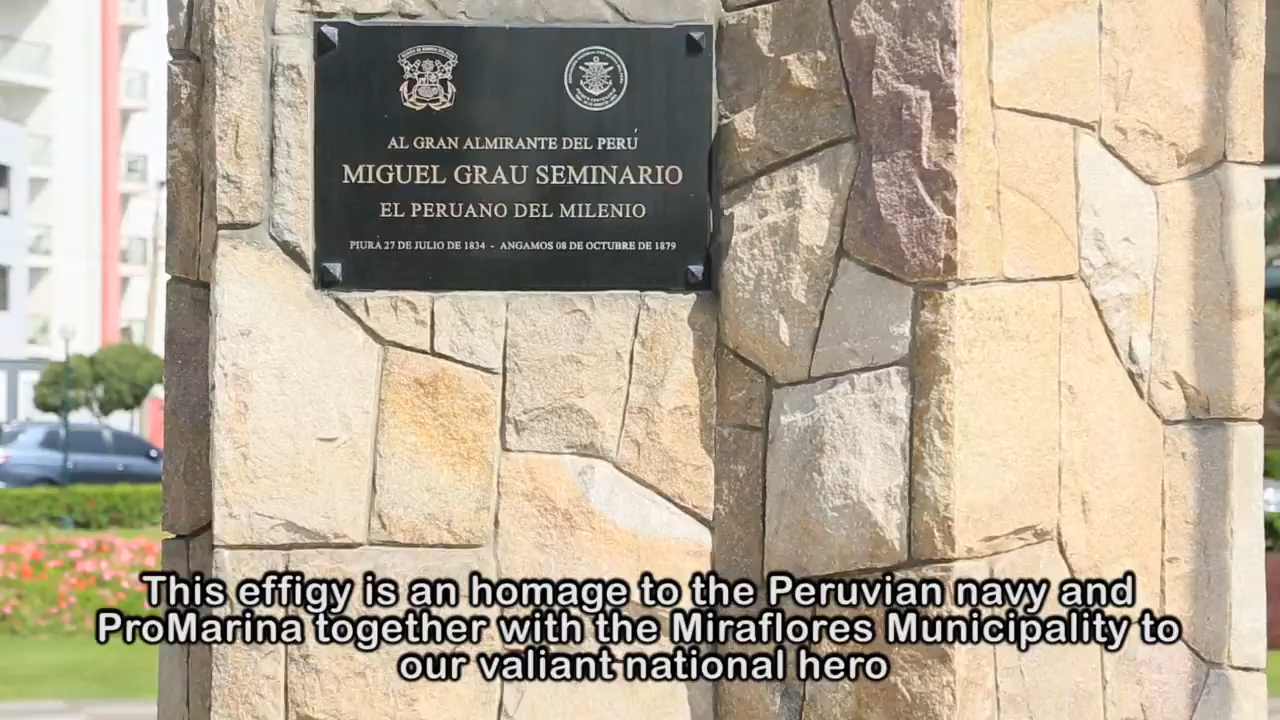 AL GRAN ALMIRANTE DEL PERÚ
MIGUEL GRAU SEMINARIO
EL PERUANO DEL MILENIO
PIURA 27 DE JULIO DE 1834 - ANGAMOS 08 DE OCTUBRE DE 1879
This effigy is an homage to the Peruvian navy and
ProMarina together with the Miraflores Municipality to
our valiant national hero